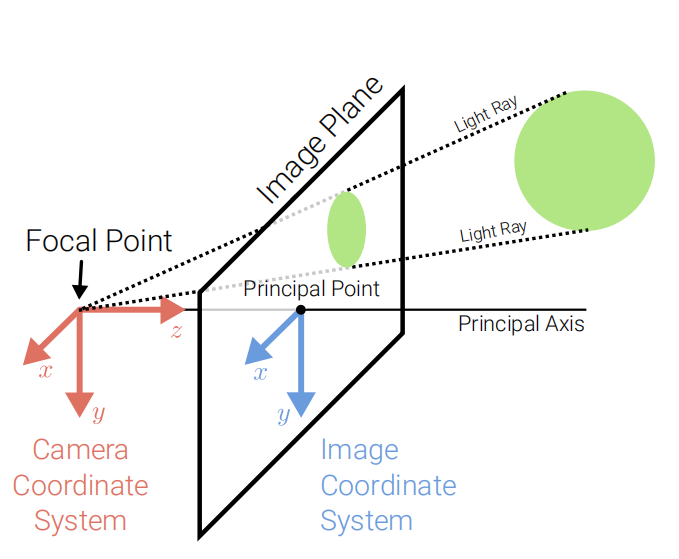 Image Plane
Light Ray
Light Ray
Focal Point
Principal Point
Principal Axis
z
x
y
x
y
Camera
Coordinate
System
Image
Coordinate
System